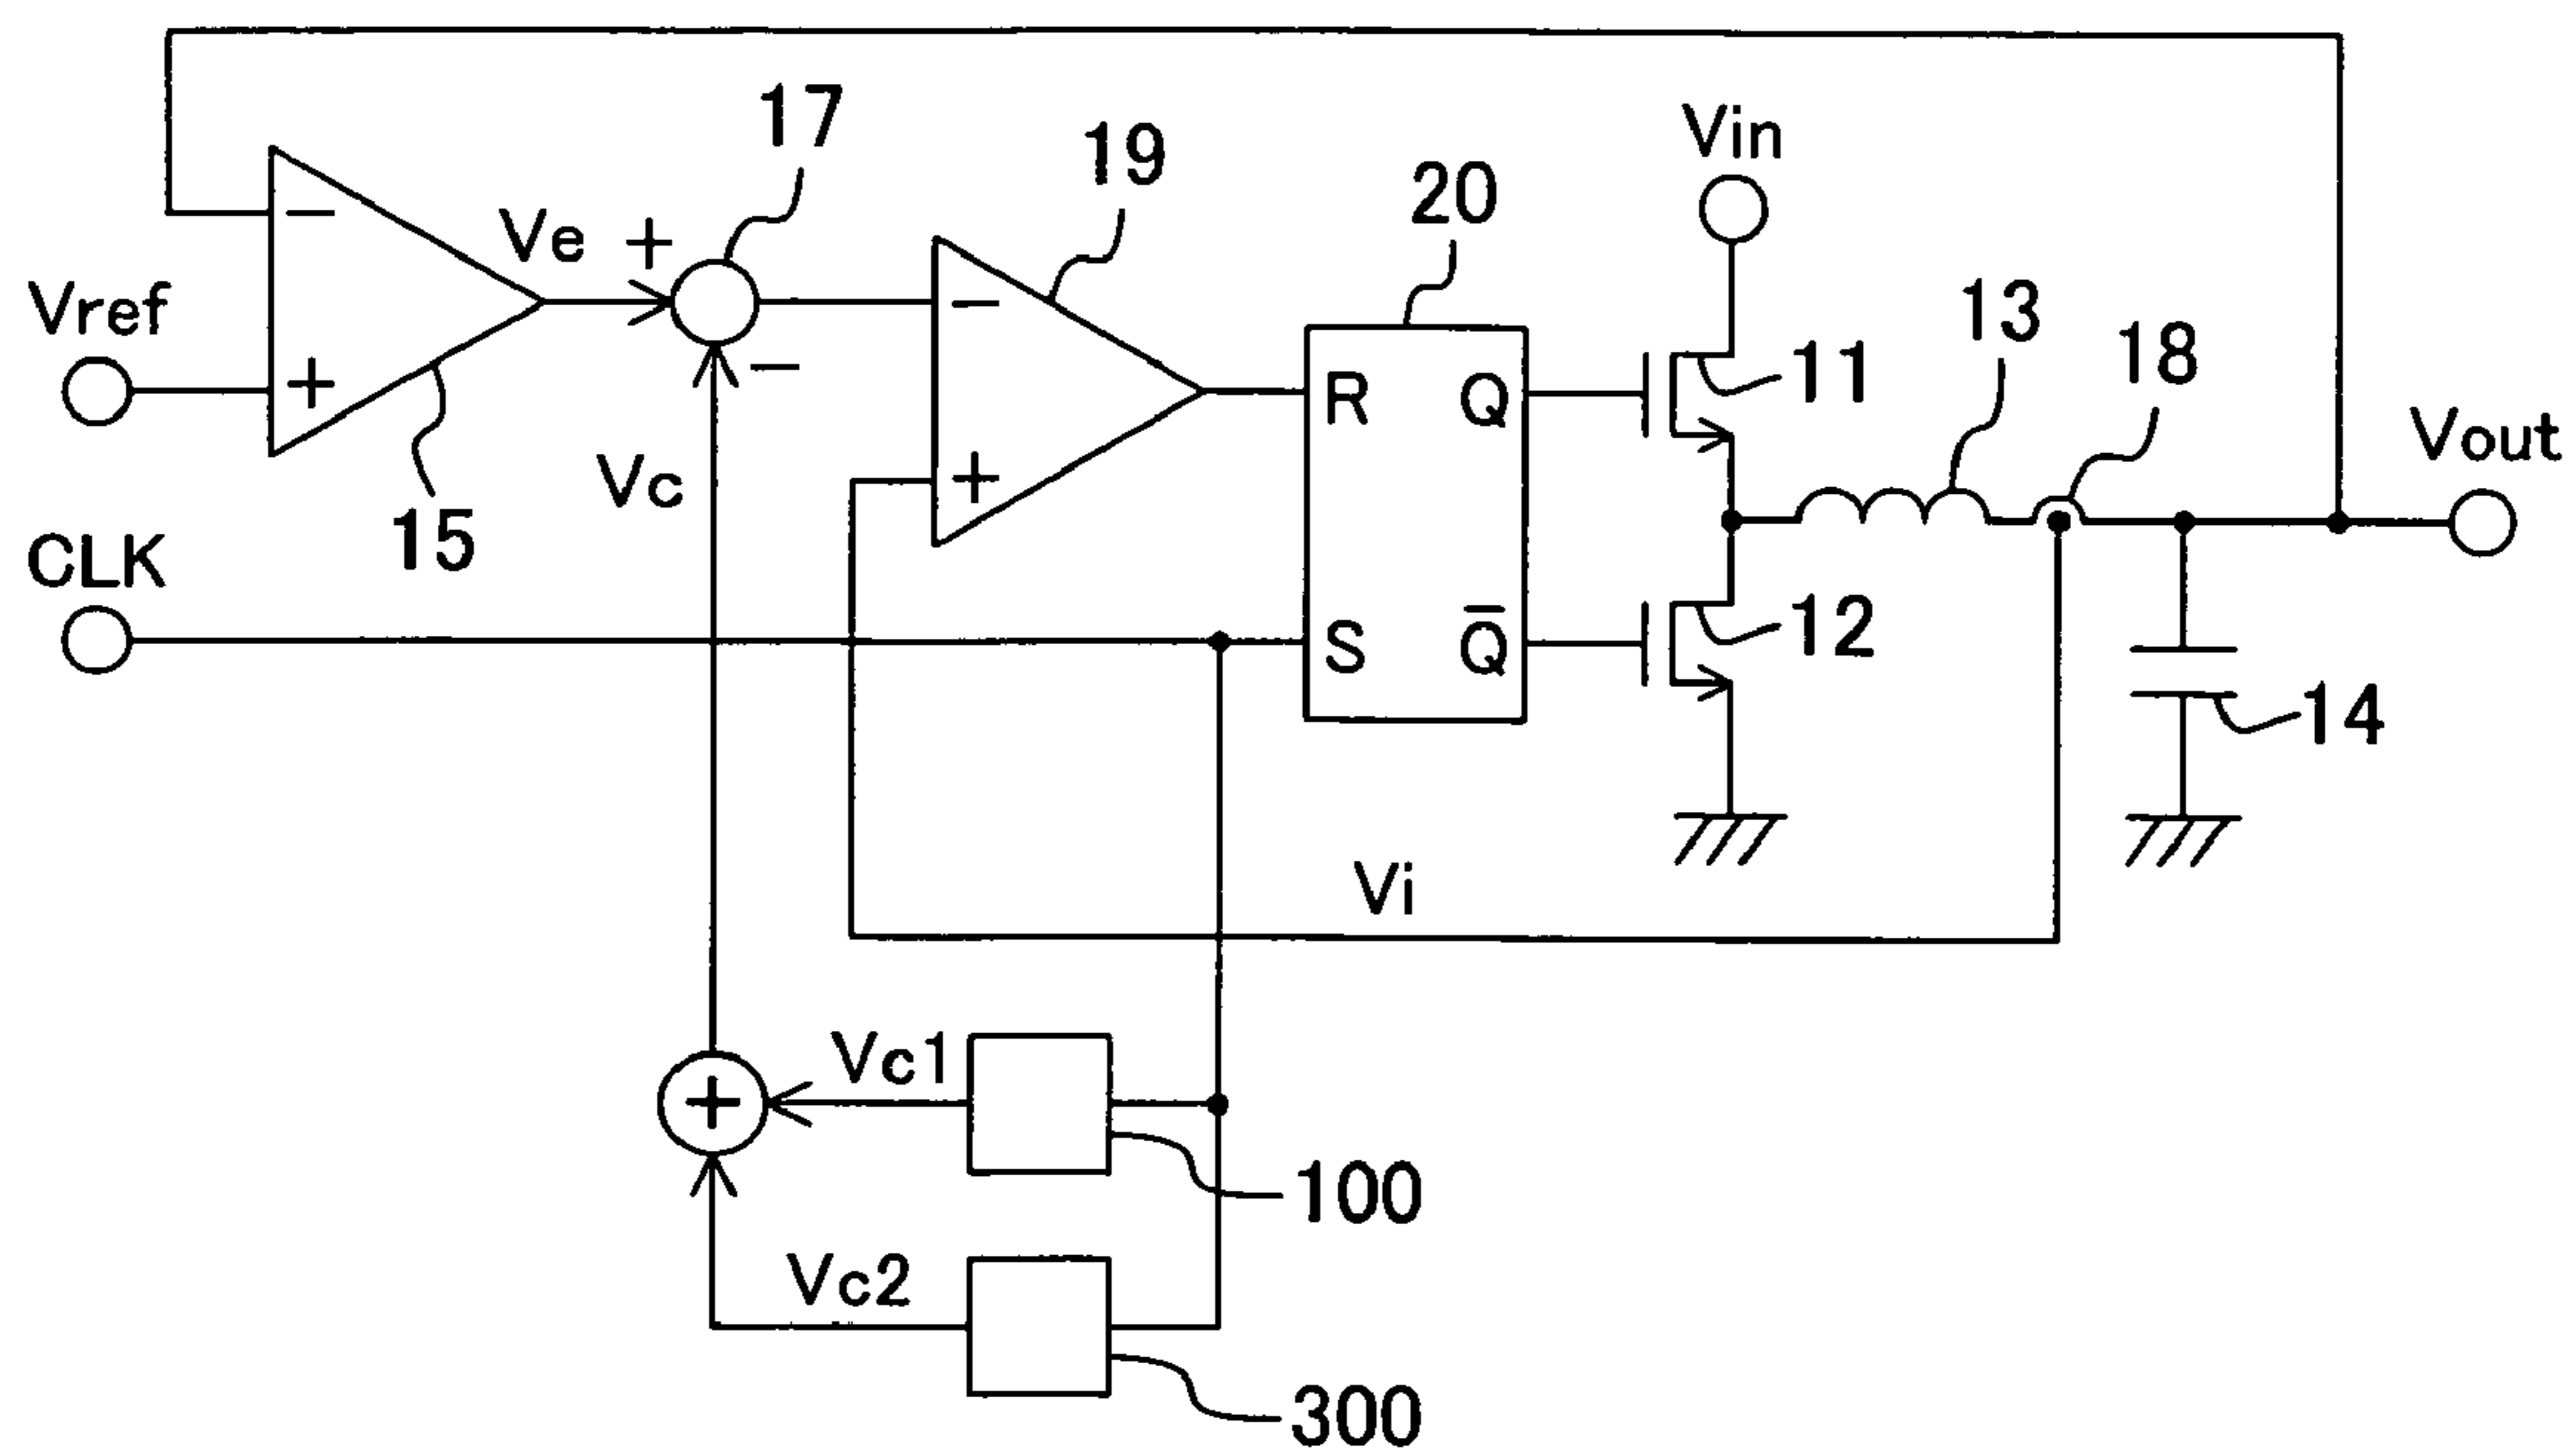 17
Vin
19
20
Ve
+
−
Vref
−
−
13
18
+
R
Q
11
Vout
Vc
+
15
CLK
S
Q̅
12
14
Vi
Vc1
+
100
Vc2
300